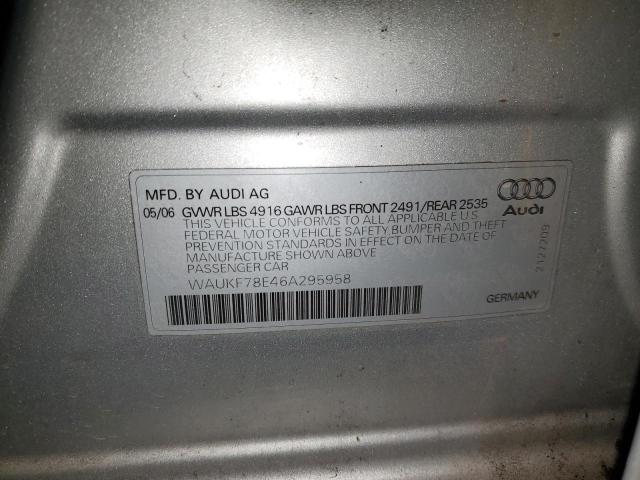 MFD. BY AUDI AG
05/06 GVWR LBS 4916 GAWR LBS FRONT 2491/REAR 2535
THIS VEHICLE CONFORMS TO ALL APPLICABLE U.S
FEDERAL MOTOR VEHICLE SAFETY,BUMPER AND THEFT
PREVENTION STANDARDS IN EFFECT ON THE DATE OF
MANUFACTURE SHOWN ABOVE
PASSENGER CAR
WAUKF78E46A295958
Audi
2127209
GERMANY